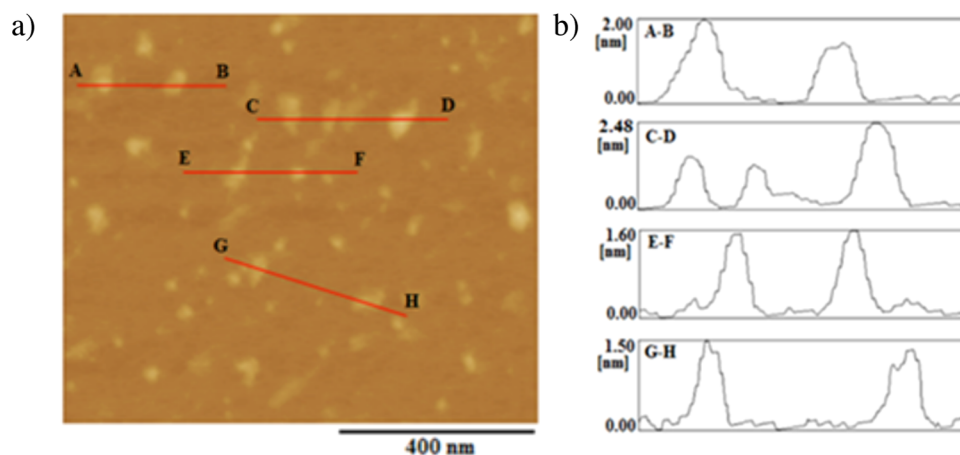 a)
A B
C D
E F
G
H
400 nm
b)
2.00
[nm]
0.00
A-B
2.48
[nm]
0.00
C-D
1.60
[nm]
0.00
E-F
1.50
[nm]
0.00
G-H